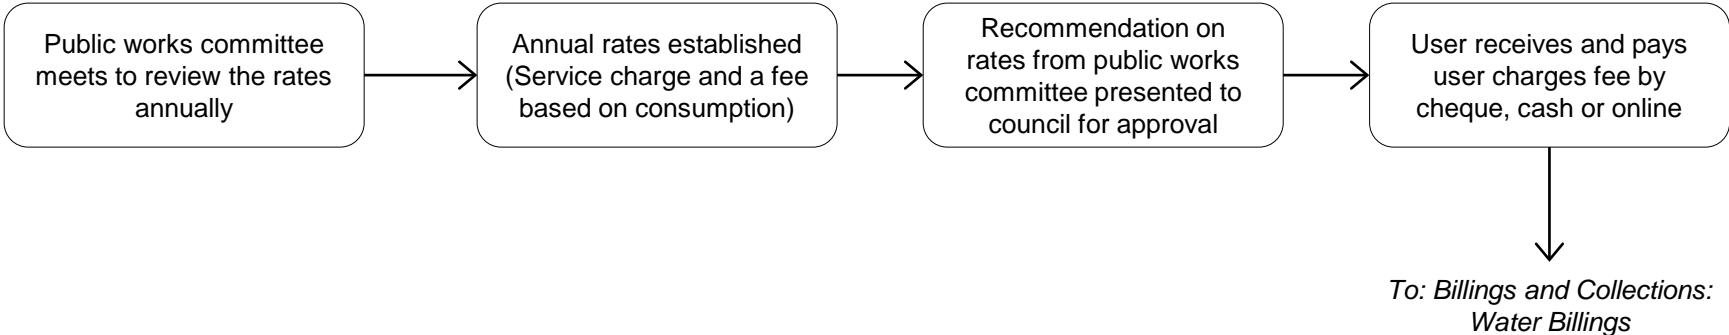 Public works committee
meets to review the rates
annually
Annual rates established
(Service charge and a fee
based on consumption)
Recommendation on
rates from public works
committee presented to
council for approval
User receives and pays
user charges fee by
cheque, cash or online
To: Billings and Collections:
Water Billings